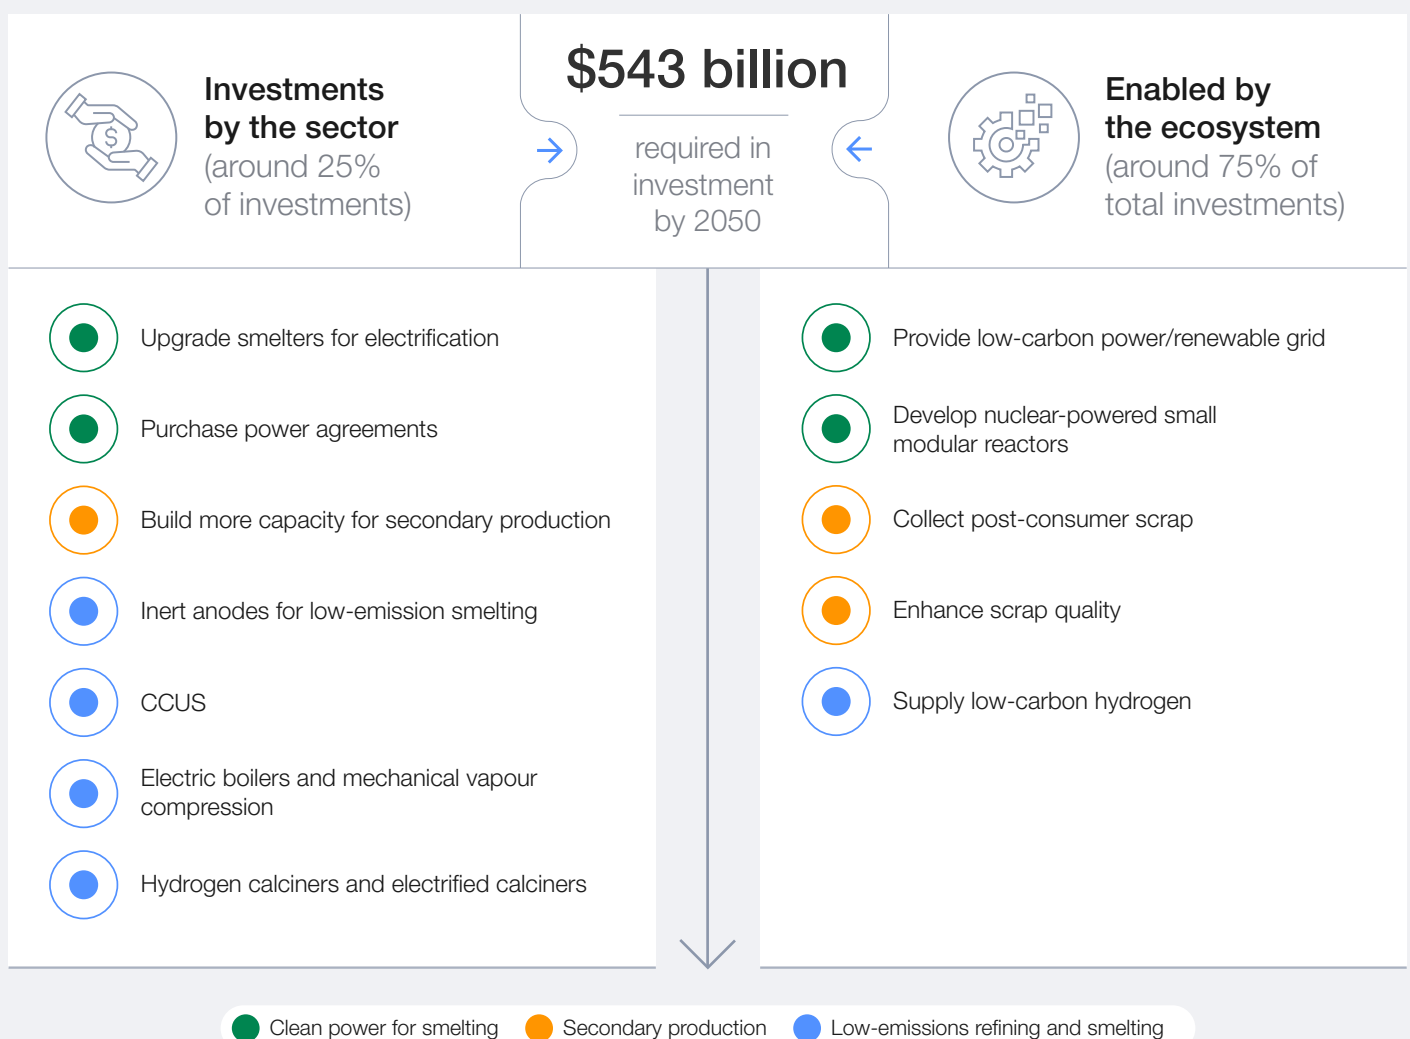 Investments
by the sector
(around 25%
of investments)
$
$543 billion
required in
investment
by 2050
Enabled by
the ecosystem
(around 75% of
total investments)
Upgrade smelters for electrification
Purchase power agreements
Build more capacity for secondary production
Inert anodes for low-emission smelting
CCUS
Electric boilers and mechanical vapour
compression
Hydrogen calciners and electrified calciners
Provide low-carbon power/renewable grid
Develop nuclear-powered small
modular reactors
Collect post-consumer scrap
Enhance scrap quality
Supply low-carbon hydrogen
Clean power for smelting
Secondary production
Low-emissions refining and smelting